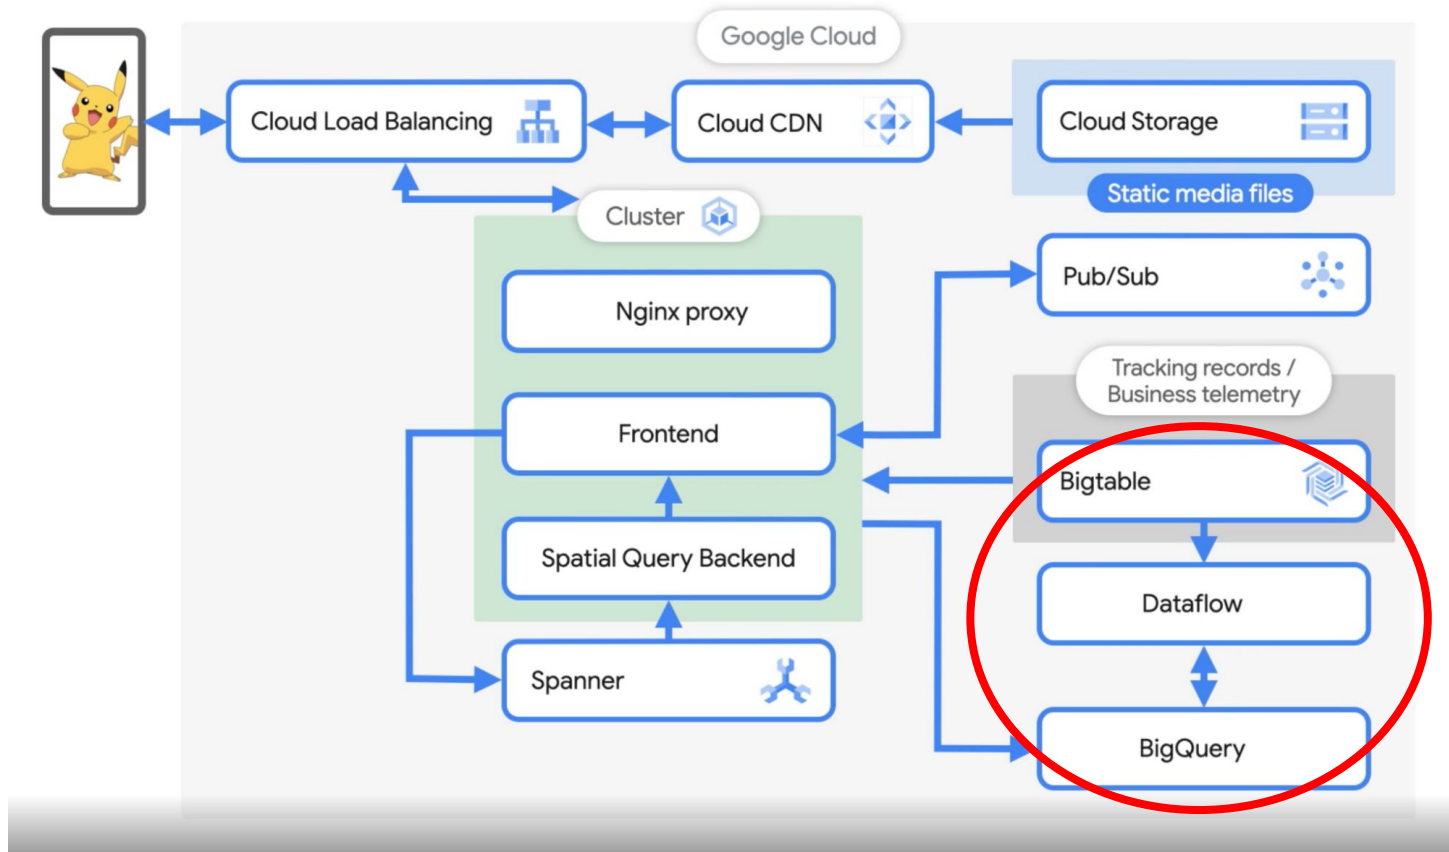 Google Cloud
Cloud Load Balancing
Cloud CDN
Cloud Storage
Static media files
Cluster
Nginx proxy
Pub/Sub
Tracking records /
Business telemetry
Frontend
Bigtable
Spatial Query Backend
Dataflow
Spanner
BigQuery